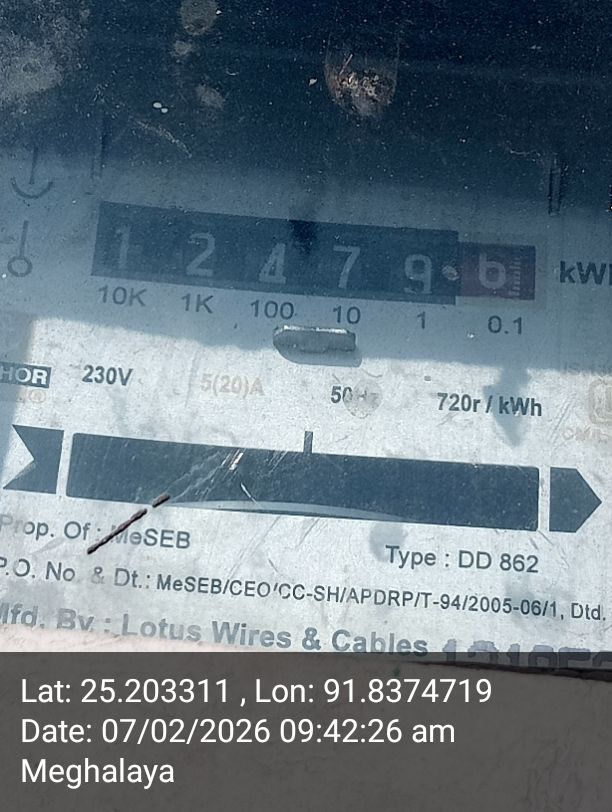 1 2 4 7 9 6 kWh
10K 1K 100 10 1 0.1
230V 5(20)A 50Hz 720r / kWh
Prop. Of : MeSEB
Type : DD 862
P.O. No. & Dt.: MeSEB/CEO/CC-SH/APDRP/T-94/2005-06/1, Dtd.
Mfd. By : Lotus Wires & Cables
Lat: 25.203311 , Lon: 91.8374719
Date: 07/02/2026 09:42:26 am
Meghalaya